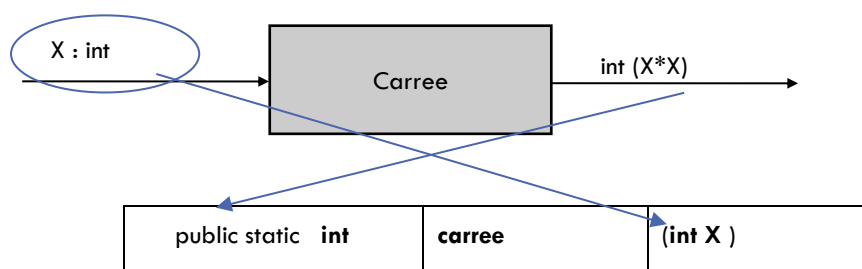 X : int
Carree
int (X*X)
public static int
carree
(int X )